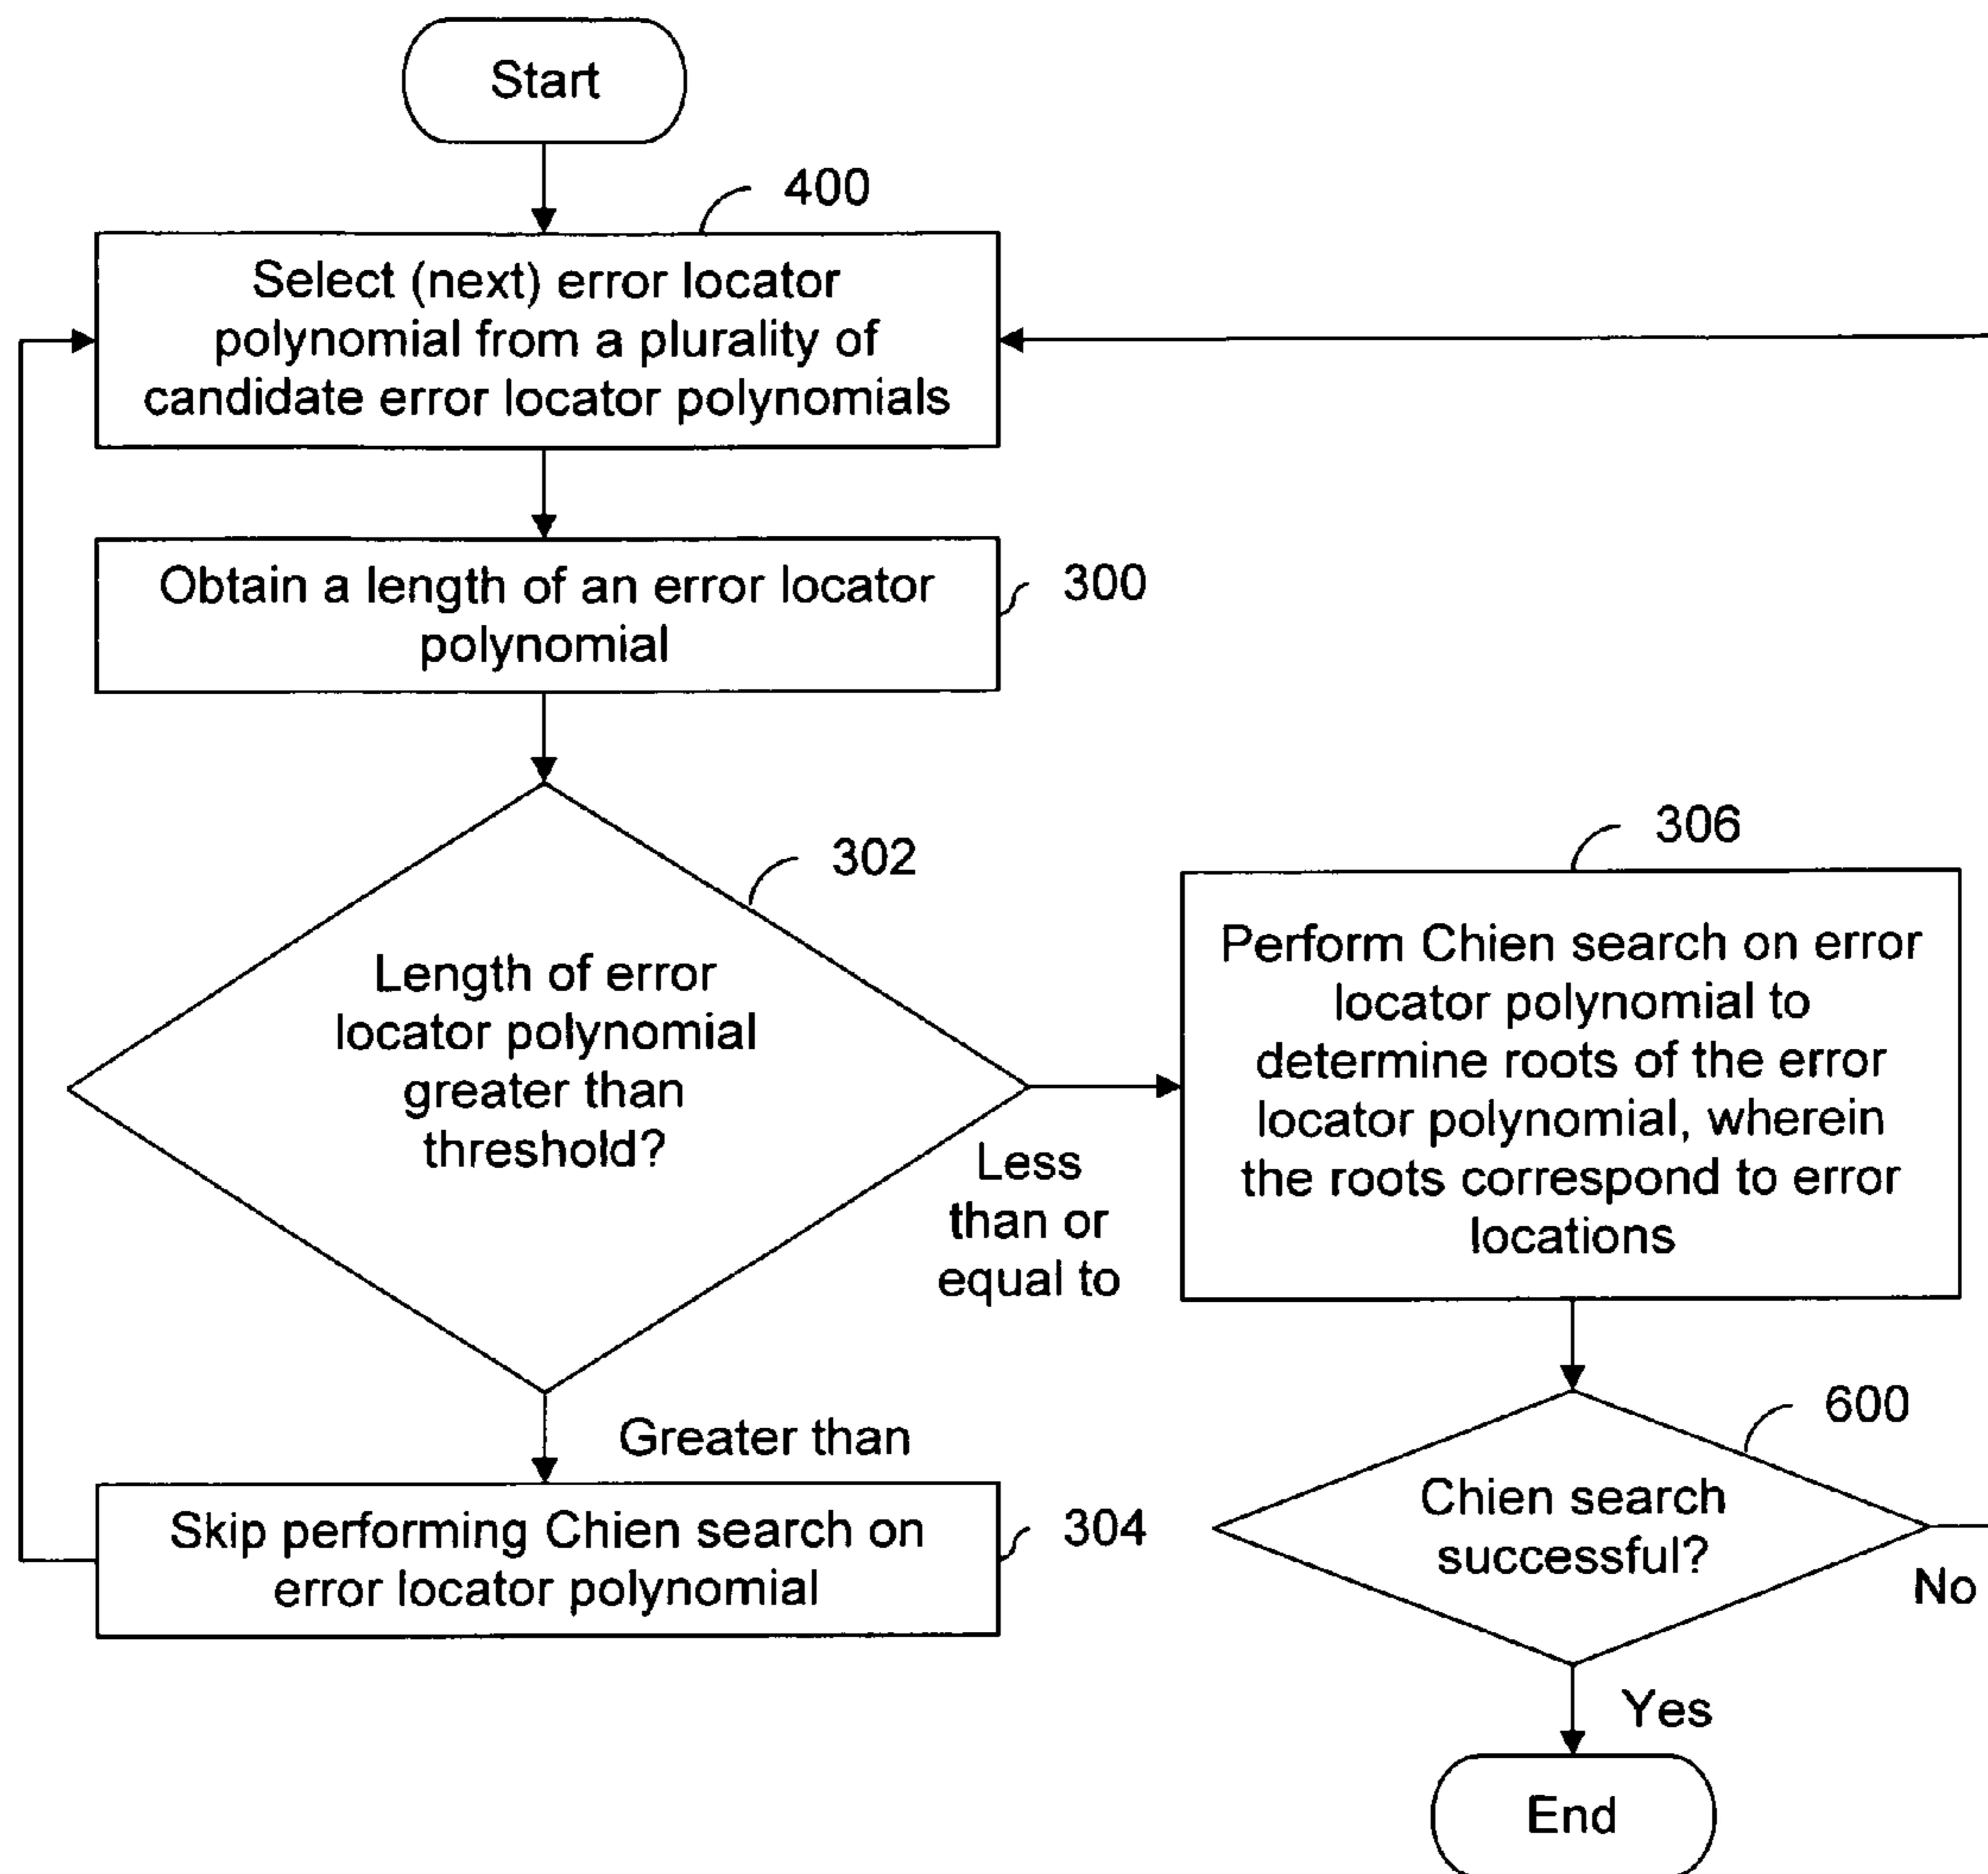 Start
400
Select (next) error locator
polynomial from a plurality of
candidate error locator polynomials
Obtain a length of an error locator
polynomial
300
302
Length of error
locator polynomial
greater than
threshold?
Less
than or
equal to
Greater than
Skip performing Chien search on
error locator polynomial
304
306
Perform Chien search on error
locator polynomial to
determine roots of the error
locator polynomial, wherein
the roots correspond to error
locations
600
Chien search
successful?
No
Yes
End